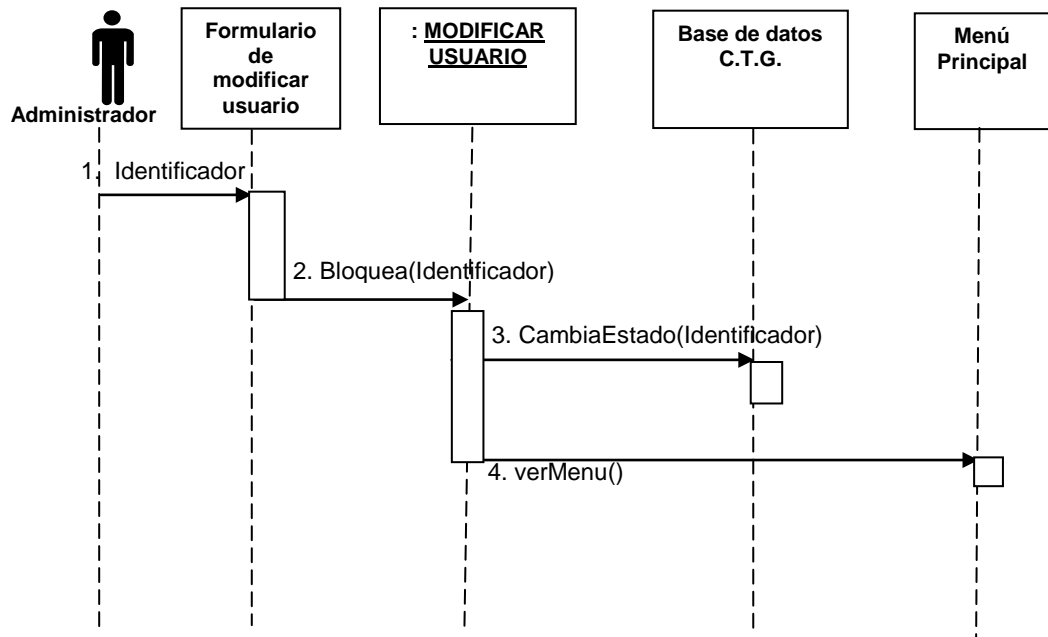 Administrador
Formulario
de
modificar
usuario
: MODIFICAR
USUARIO
Base de datos
C.T.G.
Menú
Principal
1. Identificador
2. Bloquea(Identificador)
3. CambiaEstado(Identificador)
4. verMenu()